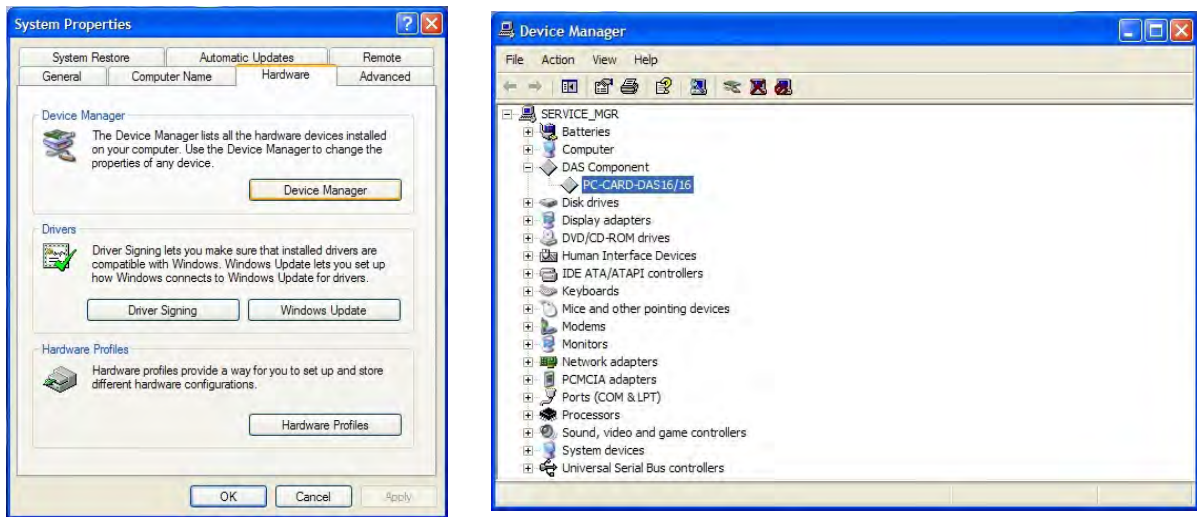 System Properties
System Restore Automatic Updates Remote
General Computer Name Hardware Advanced
Device Manager
The Device Manager lists all the hardware devices installed
on your computer. Use the Device Manager to change the
properties of any device.
Device Manager
Drivers
Driver Signing lets you make sure that installed drivers are
compatible with Windows. Windows Update lets you set up
how Windows connects to Windows Update for drivers.
Driver Signing Windows Update
Hardware Profiles
Hardware profiles provide a way for you to set up and store
different hardware configurations.
Hardware Profiles
OK Cancel Apply
Device Manager
File Action View Help
SERVICE_MGR
Batteries
Computer
DAS Component
PC-CARD-DAS16/16
Disk drives
Display adapters
DVD/CD-ROM drives
Human Interface Devices
IDE ATA/ATAPI controllers
Keyboards
Mice and other pointing devices
Modems
Monitors
Network adapters
PCMCIA adapters
Ports (COM & LPT)
Processors
Sound, video and game controllers
System devices
Universal Serial Bus controllers